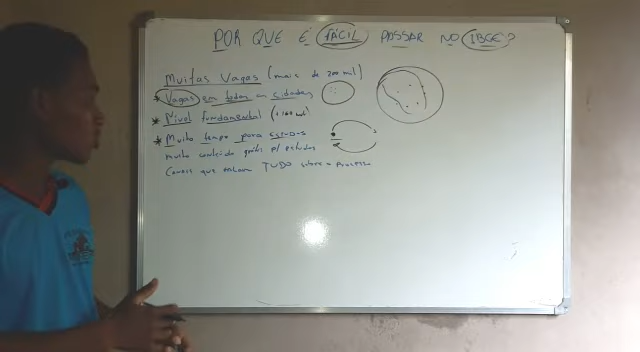 POR QUE É FÁCIL PASSAR NO IBGE?
Muitas Vagas (mais de 200 mil)
* Vagas em todas as cidades
* Nível fundamental
* Muito tempo para
muito conteúdo grátis p/ estudar
Canais que falam TUDO sobre o Processo